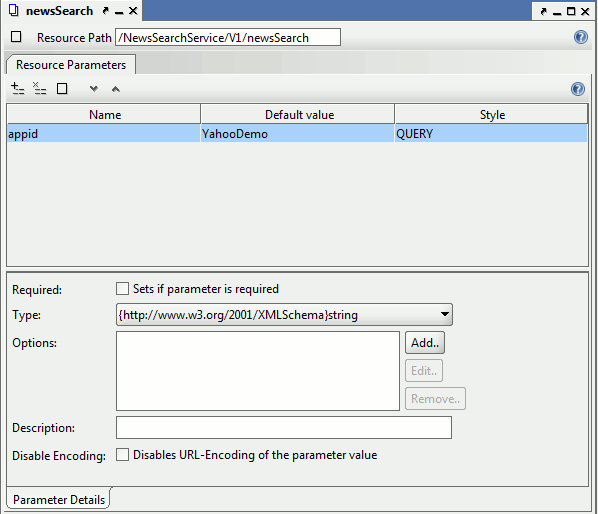 newsSearch
Resource Path /NewsSearchService/V1/newsSearch
Resource Parameters
Name Default value Style
appid YahooDemo QUERY
Required: Sets if parameter is required
Type: {http://www.w3.org/2001/XMLSchema}string
Options: Add..
Edit..
Remove..
Description:
Disable Encoding: Disables URL-Encoding of the parameter value
Parameter Details